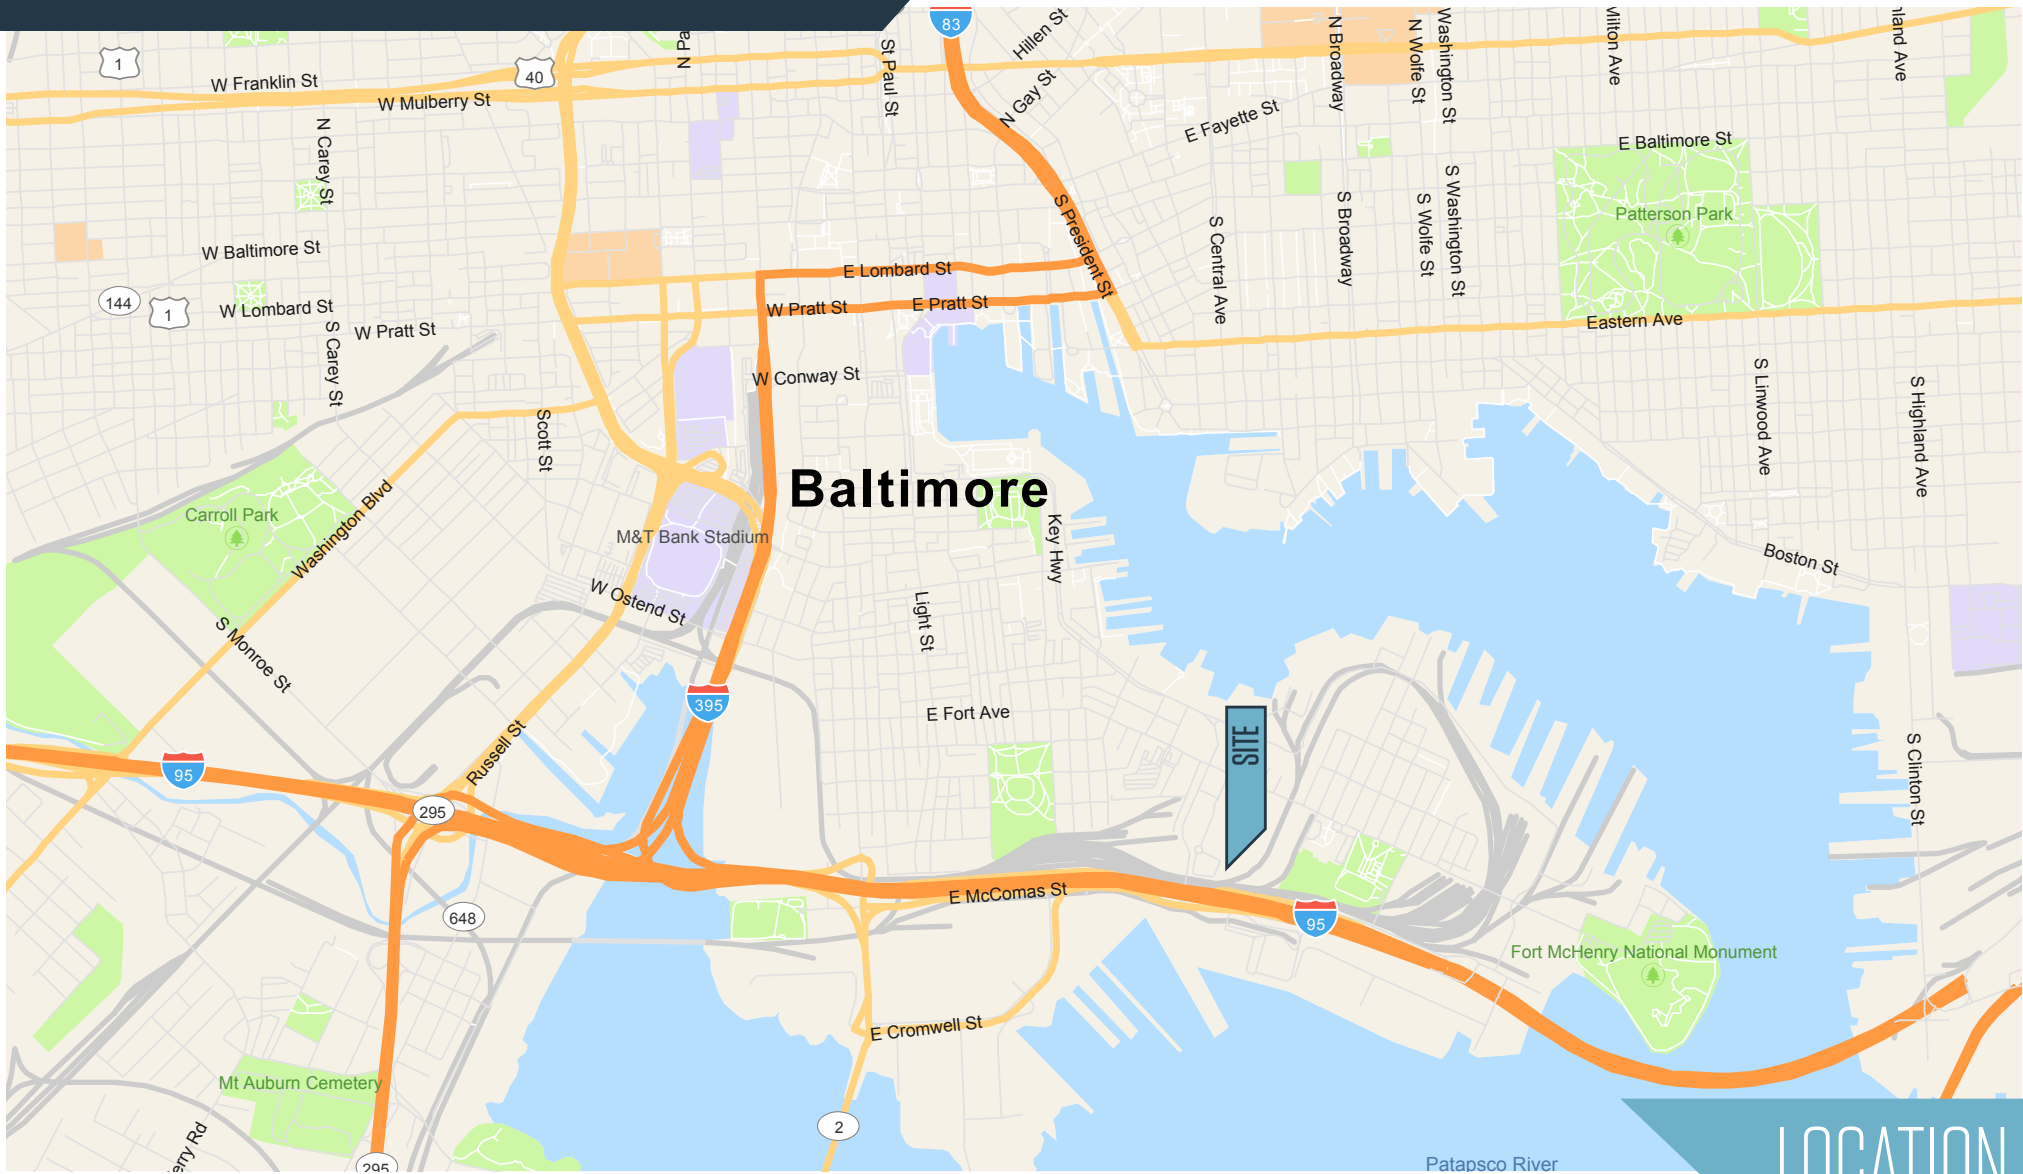 83
Hillen St
1
W Franklin St
40
W Mulberry St
St Paul St
N Gay St
E Fayette St
N Broadway
N Wolfe St
Washington St
Milton Ave
E Baltimore St
N Carey St
S President St
S Central Ave
S Broadway
S Wolfe St
S Washington St
Patterson Park
W Baltimore St
E Lombard St
144
1
W Lombard St
S Carey St
W Pratt St
W Pratt St
E Pratt St
Eastern Ave
W Conway St
S Linwood Ave
S Highland Ave
Scott St
Baltimore
Carroll Park
Washington Blvd
M&T Bank Stadium
Key Hwy
Boston St
W Ostend St
Light St
S Monroe St
395
E Fort Ave
SITE
S Clinton St
Russell St
95
295
E McComas St
648
95
Fort McHenry National Monument
E Cromwell St
Mt Auburn Cemetery
2
295
Patapsco River
LOCATION